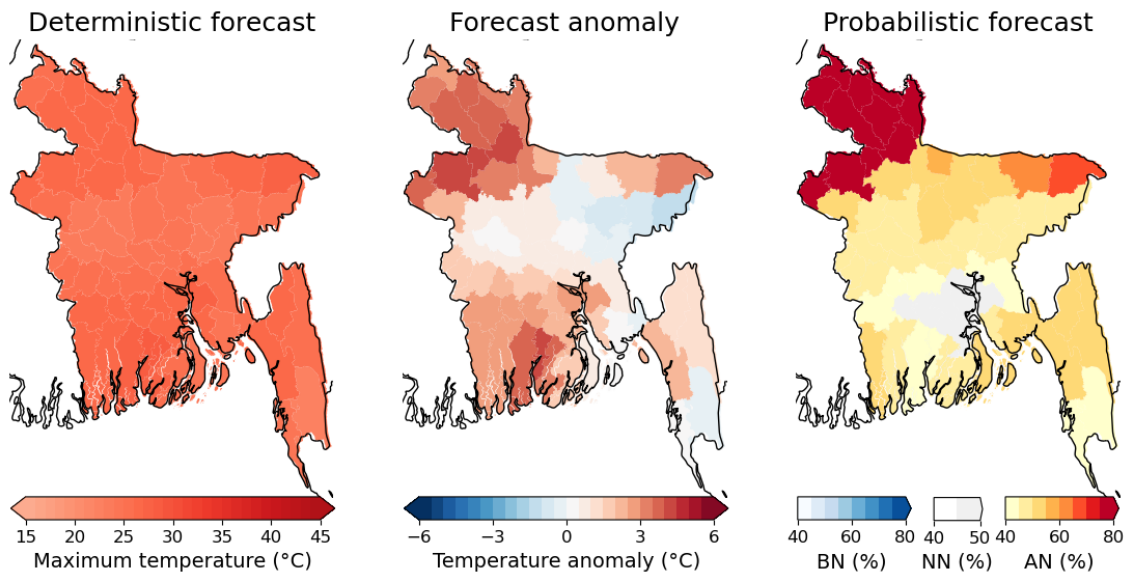 Deterministic forecast
Forecast anomaly
Probabilistic forecast
15 20 25 30 35 40 45
Maximum temperature (°C)
−6 −3 0 3 6
Temperature anomaly (°C)
40 60 80
BN (%)
40 50
NN (%)
40 60 80
AN (%)